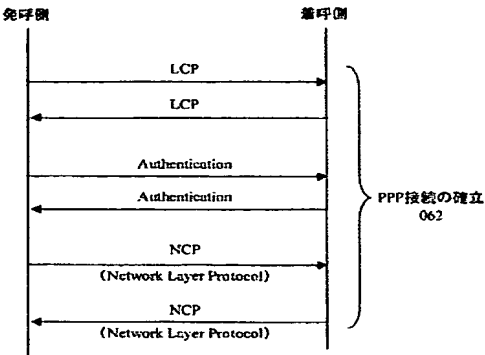 発呼側
着呼側
LCP
LCP
Authentication
Authentication
NCP
(Network Layer Protocol)
NCP
(Network Layer Protocol)
PPP接続の確立
062